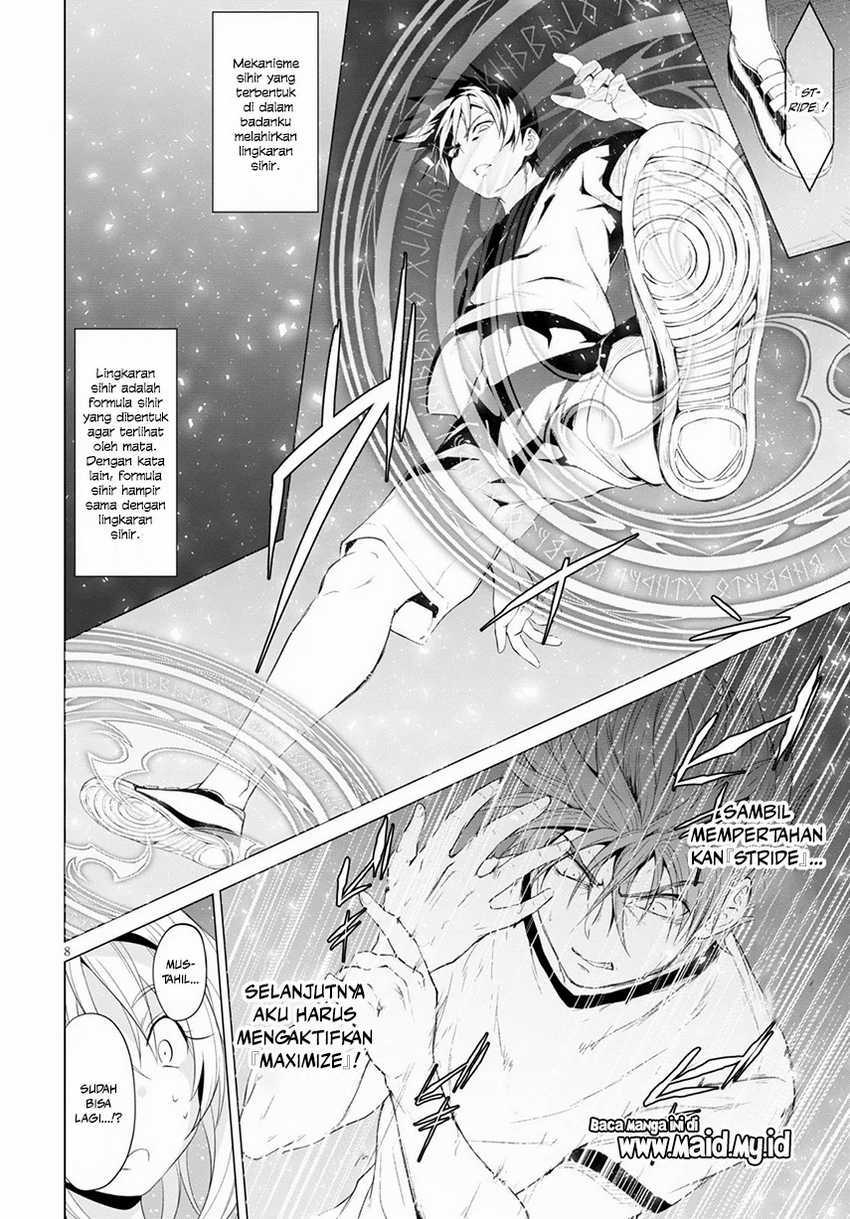 『ST-
RIDE』!
Mekanisme
sihir yang
terbentuk
di dalam
badanku
melahirkan
lingkaran
sihir.
Lingkaran
sihir adalah
formula sihir
yang dibentuk
agar terlihat
oleh mata.
Dengan kata
lain, formula
sihir hampir
sama dengan
lingkaran
sihir.
SAMBIL
MEMPERTAHAN
KAN『STRIDE』...
SELANJUTNYA
AKU HARUS
MENGAKTIFKAN
『MAXIMIZE』!
8
MUS-
TAHIL...
SUDAH
BISA
LAGI...!?
Baca Manga ini di
www.Maid.My.id